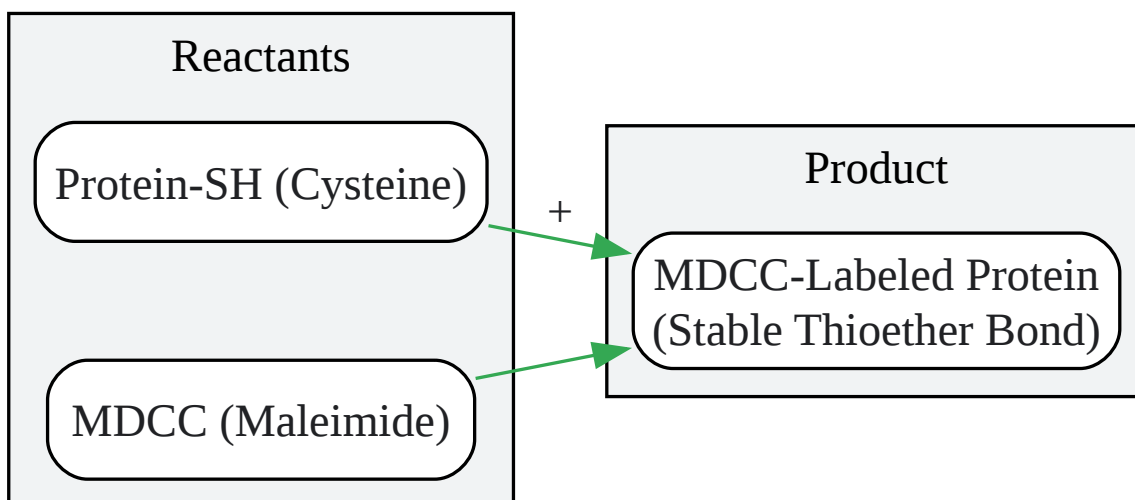 Reactants
Protein-SH (Cysteine)
MDCC (Maleimide)
+
Product
MDCC-Labeled Protein
(Stable Thioether Bond)